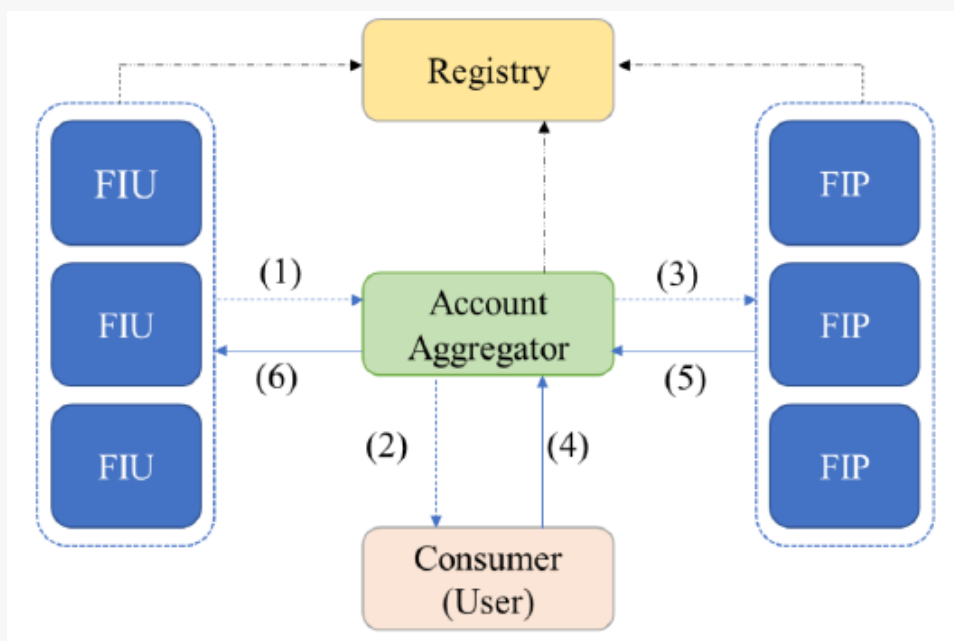 Registry
FIU
FIU
FIU
(1)
(6)
Account
Aggregator
(3)
(5)
FIP
FIP
FIP
(2)
(4)
Consumer
(User)